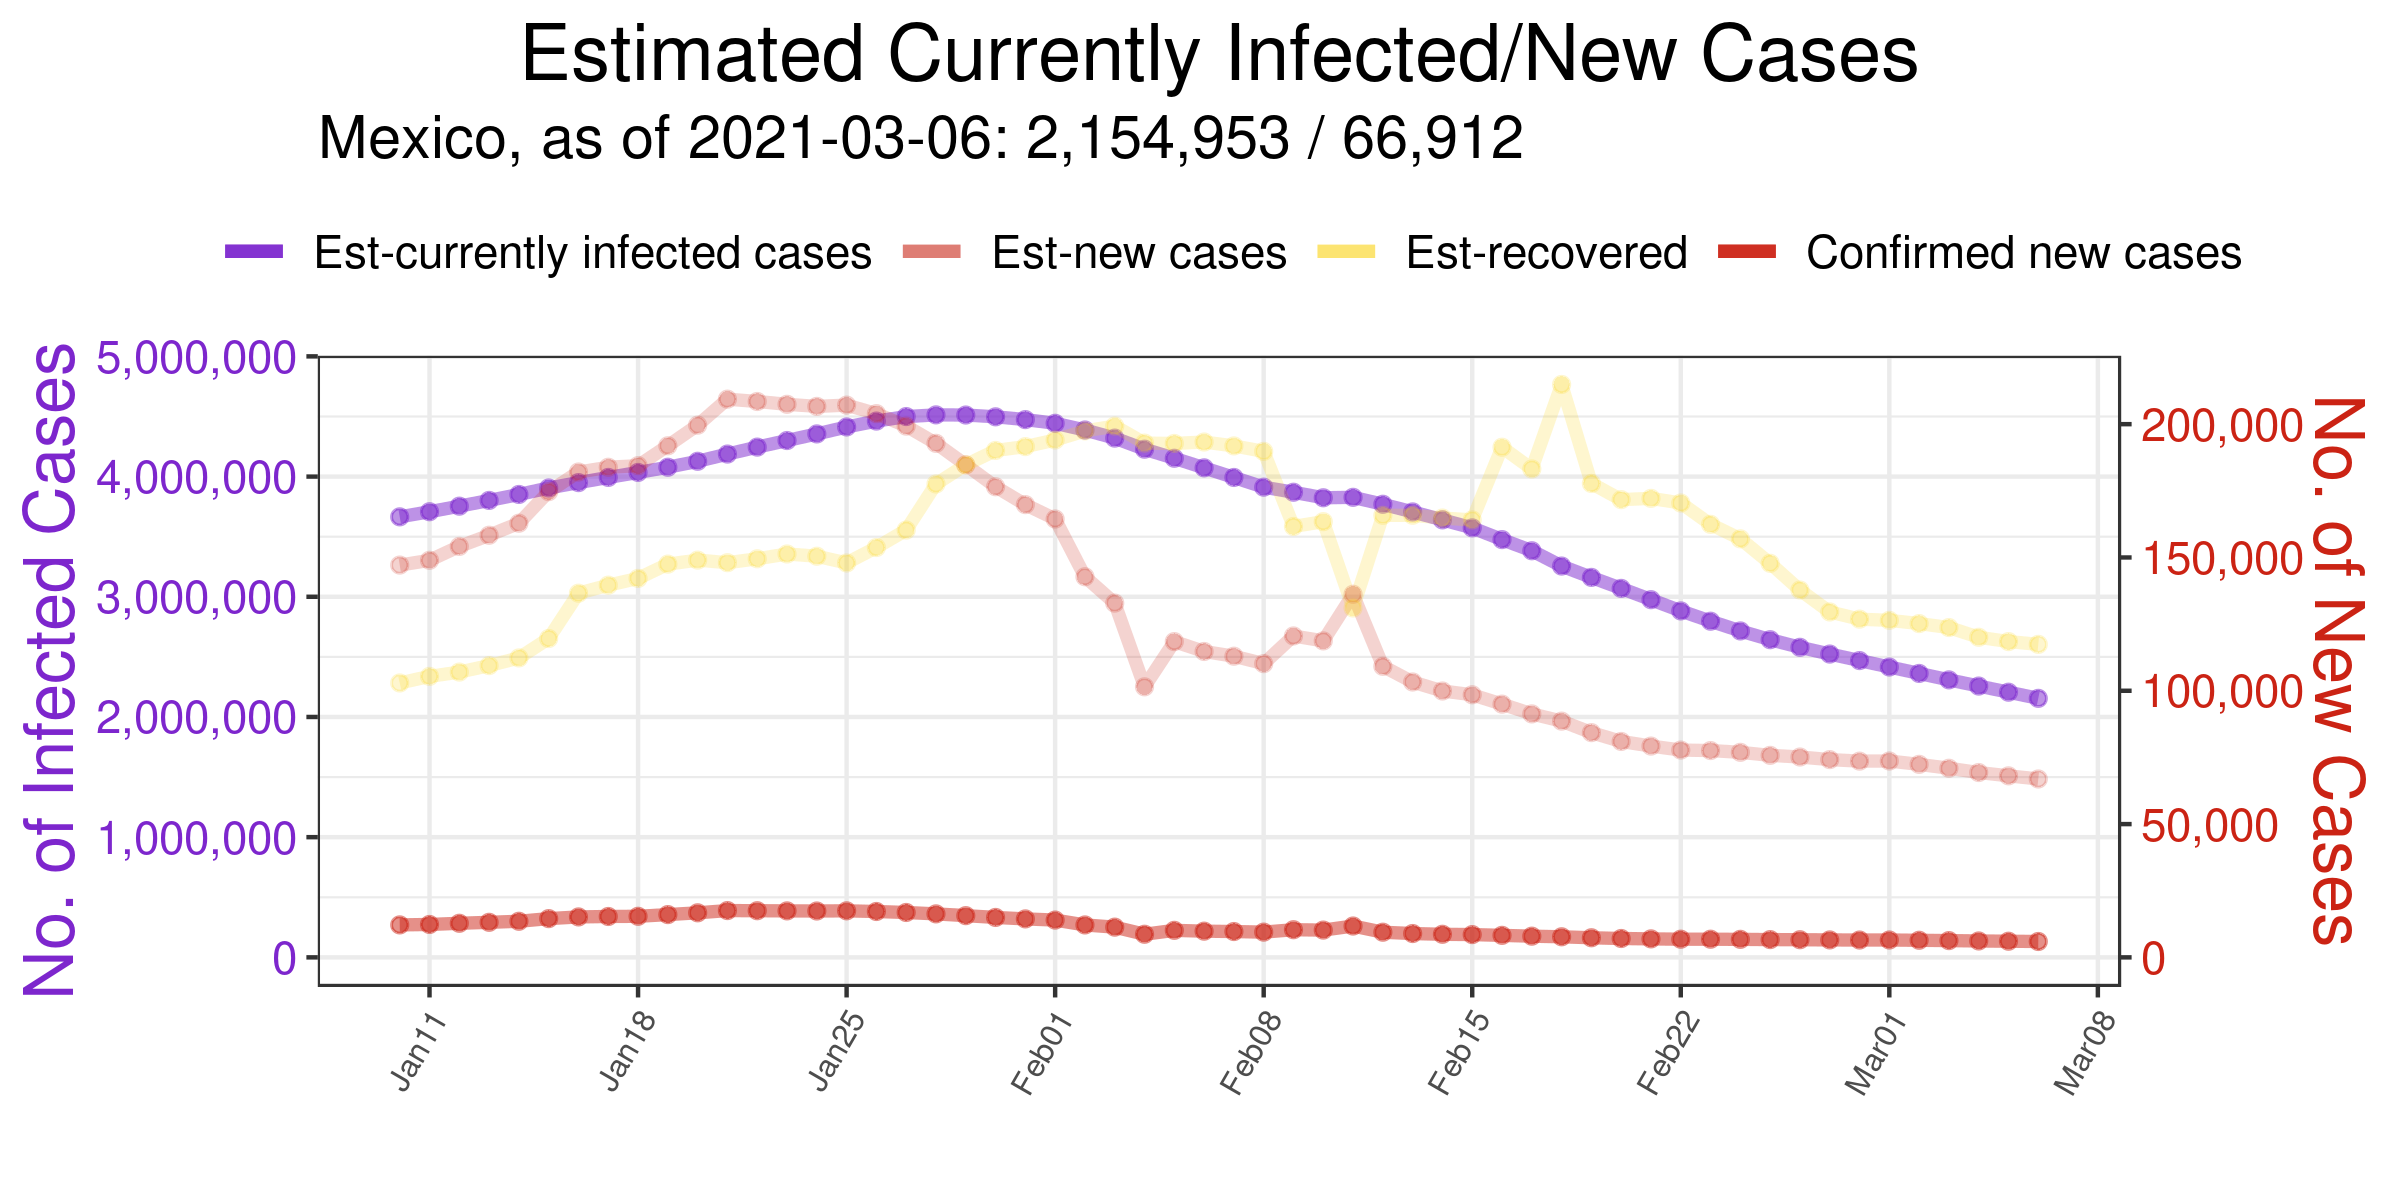 Estimated Currently Infected/New Cases
Mexico, as of 2021-03-06: 2,154,953 / 66,912
Est-currently infected cases Est-new cases Est-recovered Confirmed new cases
No. of Infected Cases
5,000,000
4,000,000
3,000,000
2,000,000
1,000,000
0
200,000
150,000
100,000
50,000
0
No. of New Cases
Jan11 Jan18 Jan25 Feb01 Feb08 Feb15 Feb22 Mar01 Mar08